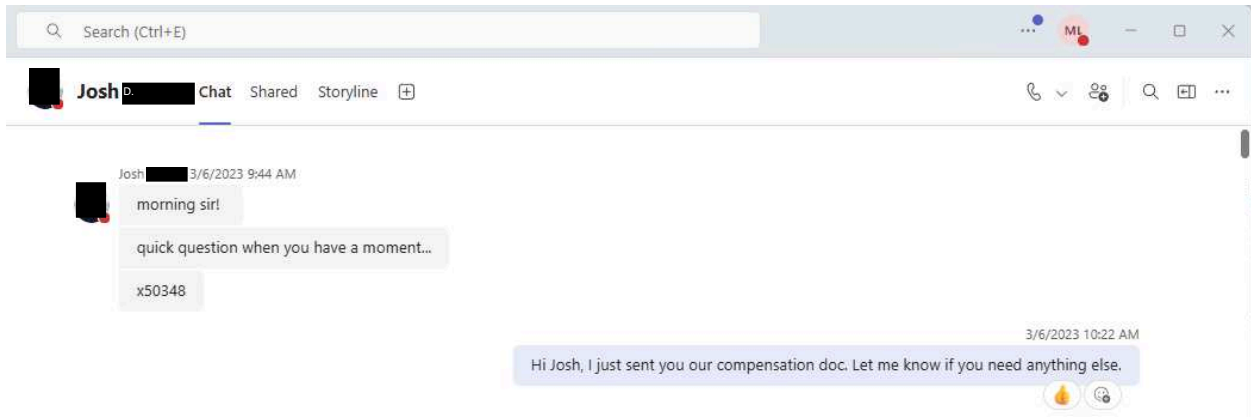 Search (Ctrl+E)
ML
Josh D. Chat Shared Storyline
Josh 3/6/2023 9:44 AM
morning sir!
quick question when you have a moment...
x50348
3/6/2023 10:22 AM
Hi Josh, I just sent you our compensation doc. Let me know if you need anything else.